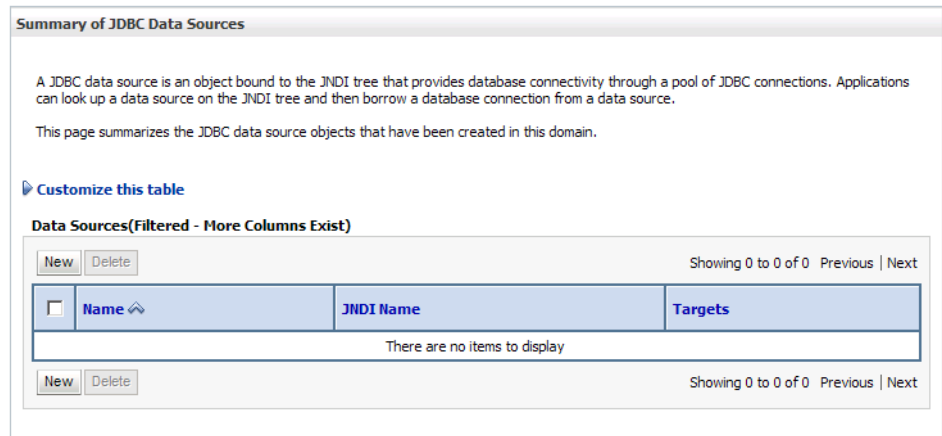 Summary of JDBC Data Sources
A JDBC data source is an object bound to the JNDI tree that provides database connectivity through a pool of JDBC connections. Applications
can look up a data source on the JNDI tree and then borrow a database connection from a data source.
This page summarizes the JDBC data source objects that have been created in this domain.
Customize this table
Data Sources(Filtered - More Columns Exist)
New Delete Showing 0 to 0 of 0 Previous | Next
Name JNDI Name Targets
There are no items to display
New Delete Showing 0 to 0 of 0 Previous | Next